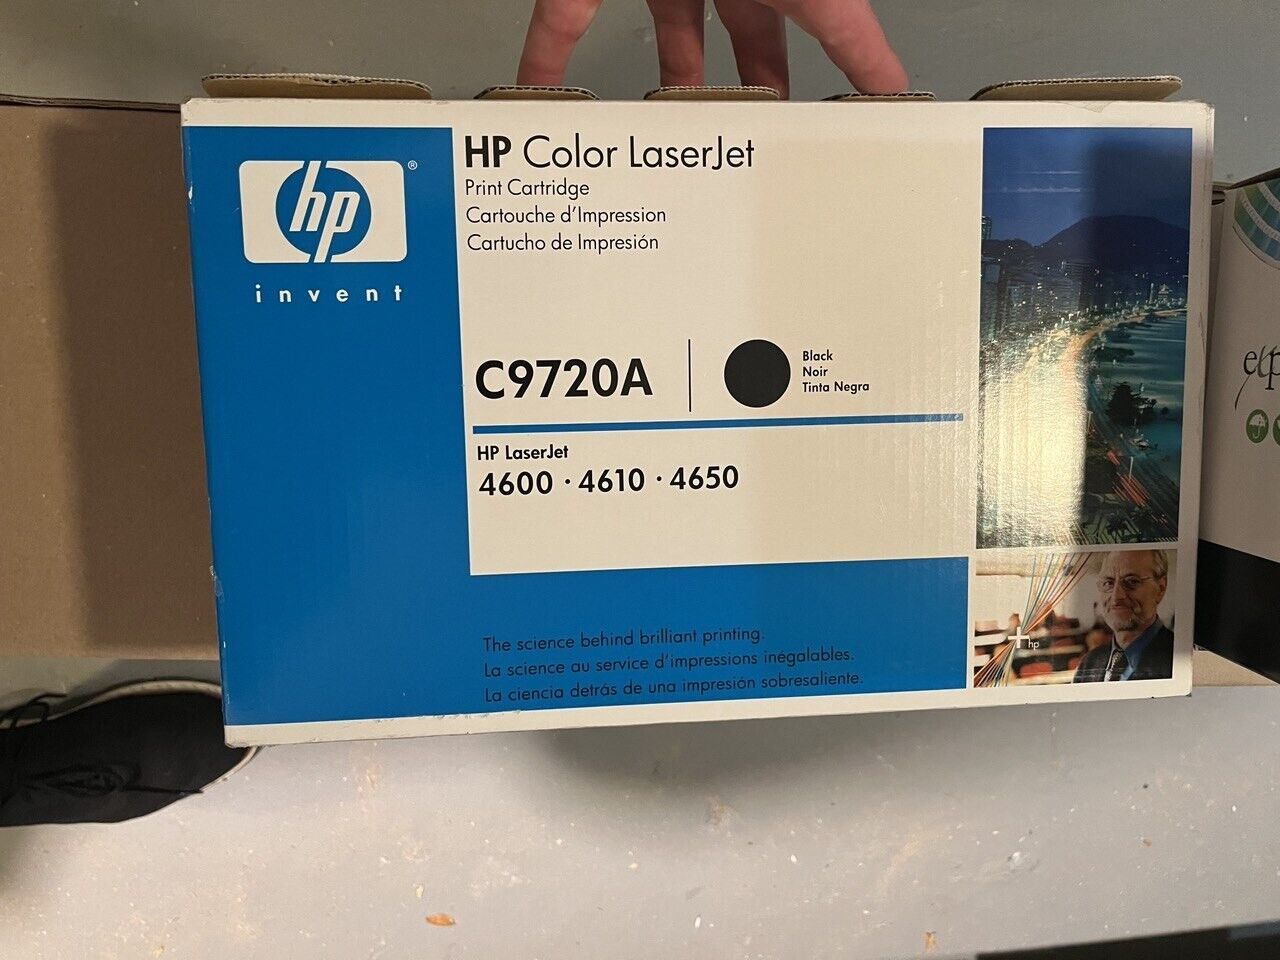 hp
®
invent
HP Color LaserJet
Print Cartridge
Cartouche d'Impression
Cartucho de Impresión
C9720A
Black
Noir
Tinta Negra
HP LaserJet
4600 · 4610 · 4650
The science behind brilliant printing.
La science au service d'impressions inégalables.
La ciencia detrás de una impresión sobresaliente.
+hp